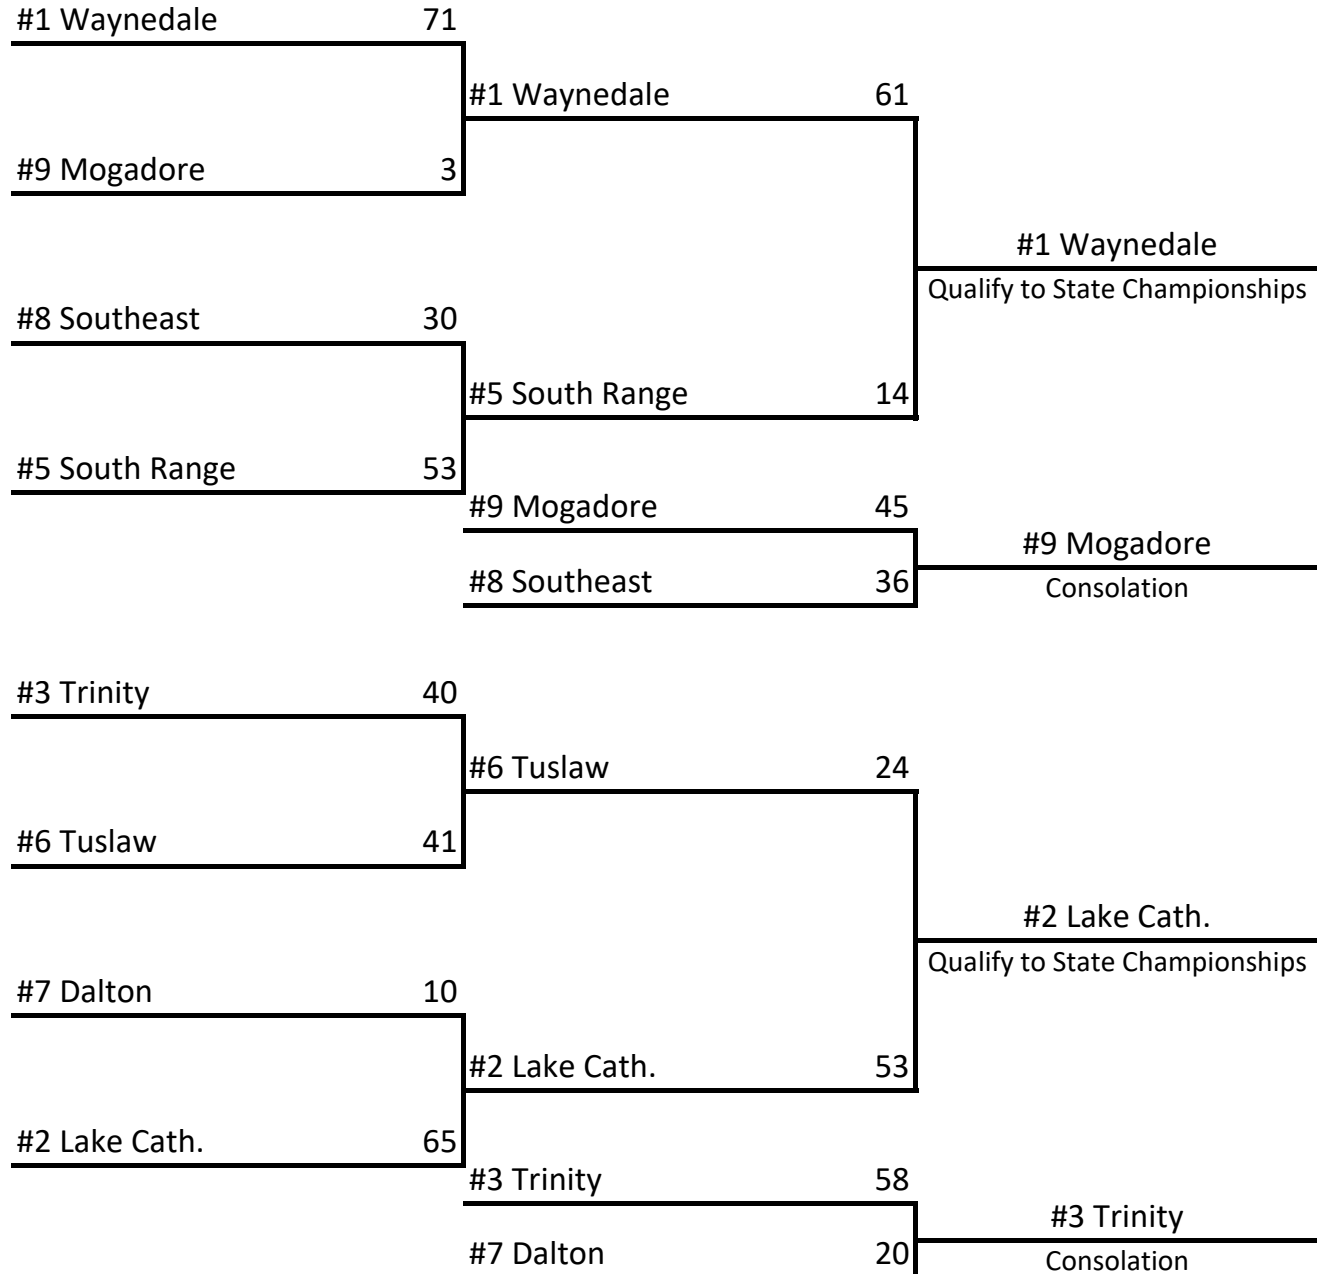 #1 Waynedale 71
#1 Waynedale 61
#9 Mogadore 3
#1 Waynedale
Qualify to State Championships
#8 Southeast 30
#5 South Range 14
#5 South Range 53
#9 Mogadore 45
#9 Mogadore
#8 Southeast 36
Consolation
#3 Trinity 40
#6 Tuslaw 24
#6 Tuslaw 41
#2 Lake Cath.
Qualify to State Championships
#7 Dalton 10
#2 Lake Cath. 53
#2 Lake Cath. 65
#3 Trinity 58
#3 Trinity
#7 Dalton 20
Consolation